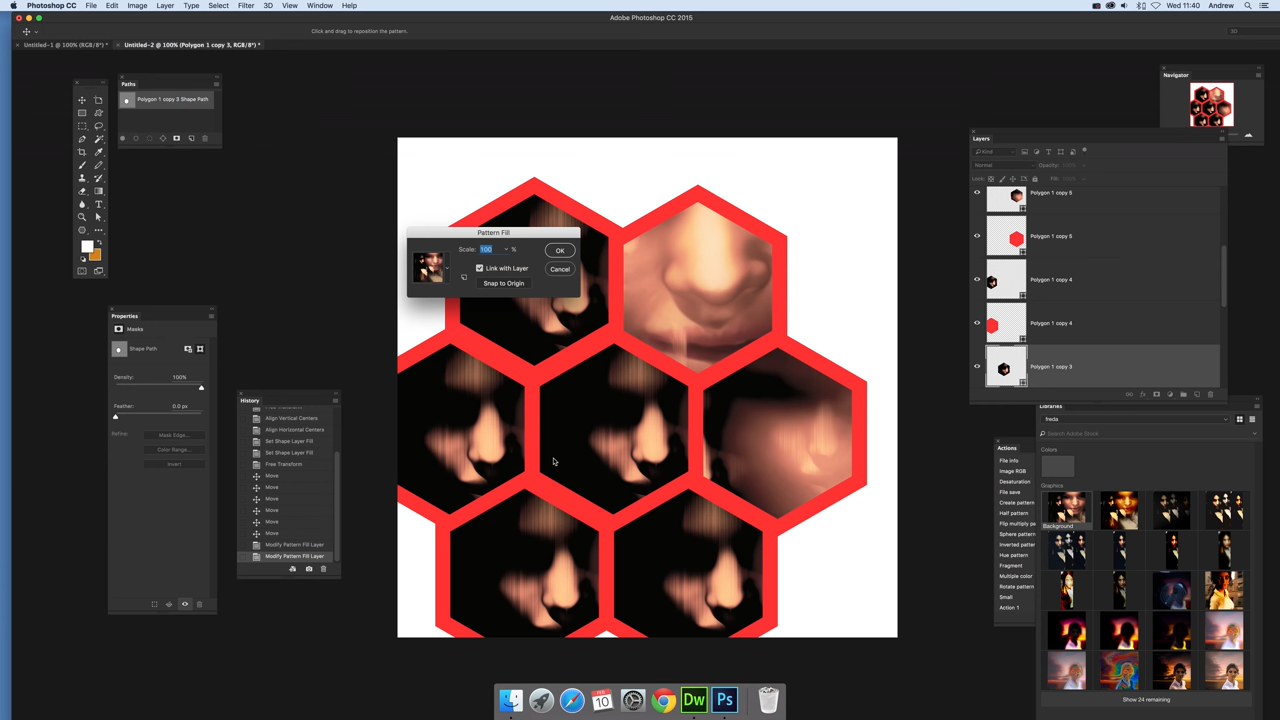 Photoshop CC File Edit Image Layer Type Select Filter 3D View Window Help Wed 11:40 Andrew
Adobe Photoshop CC 2015
Click and drag to reposition the pattern. 3D
Untitled-1 @ 100% (RGB/8*) * Untitled-2 @ 100% (Polygon 1 copy 3, RGB/8*) *
Paths
Polygon 1 copy 3 Shape Path
Navigator
Layers
Kind
Normal Opacity: 100%
Lock: Fill:
Polygon 1 copy 6
Polygon 1 copy 5
Polygon 1 copy 4
Polygon 1 copy 4
Polygon 1 copy 3
Pattern Fill
Scale: 100 %
Link with Layer
Snap to Origin
OK
Cancel
Properties
Masks
Shape Path
Density: 100%
Feather: 0.0 px
Refine: Mask Edge...
Color Range...
Invert
History
Align Vertical Centers
Align Horizontal Centers
Set Shape Layer Fill
Set Shape Layer Fill
Free Transform
Move
Move
Move
Move
Move
Move
Modify Pattern Fill Layer
Modify Pattern Fill Layer
Actions
File info
Image RGB
Desaturation
File save
Create pattern
Half pattern
Flip multiply pa
Sphere pattern
Inverted patter
Hue pattern
Fragment
Multiple color
Rotate pattern
Small
Action 1
Libraries
freda
Search Adobe Stock
Colors
Graphics
Background
Show 24 remaining
FEB
10
Dw
Ps